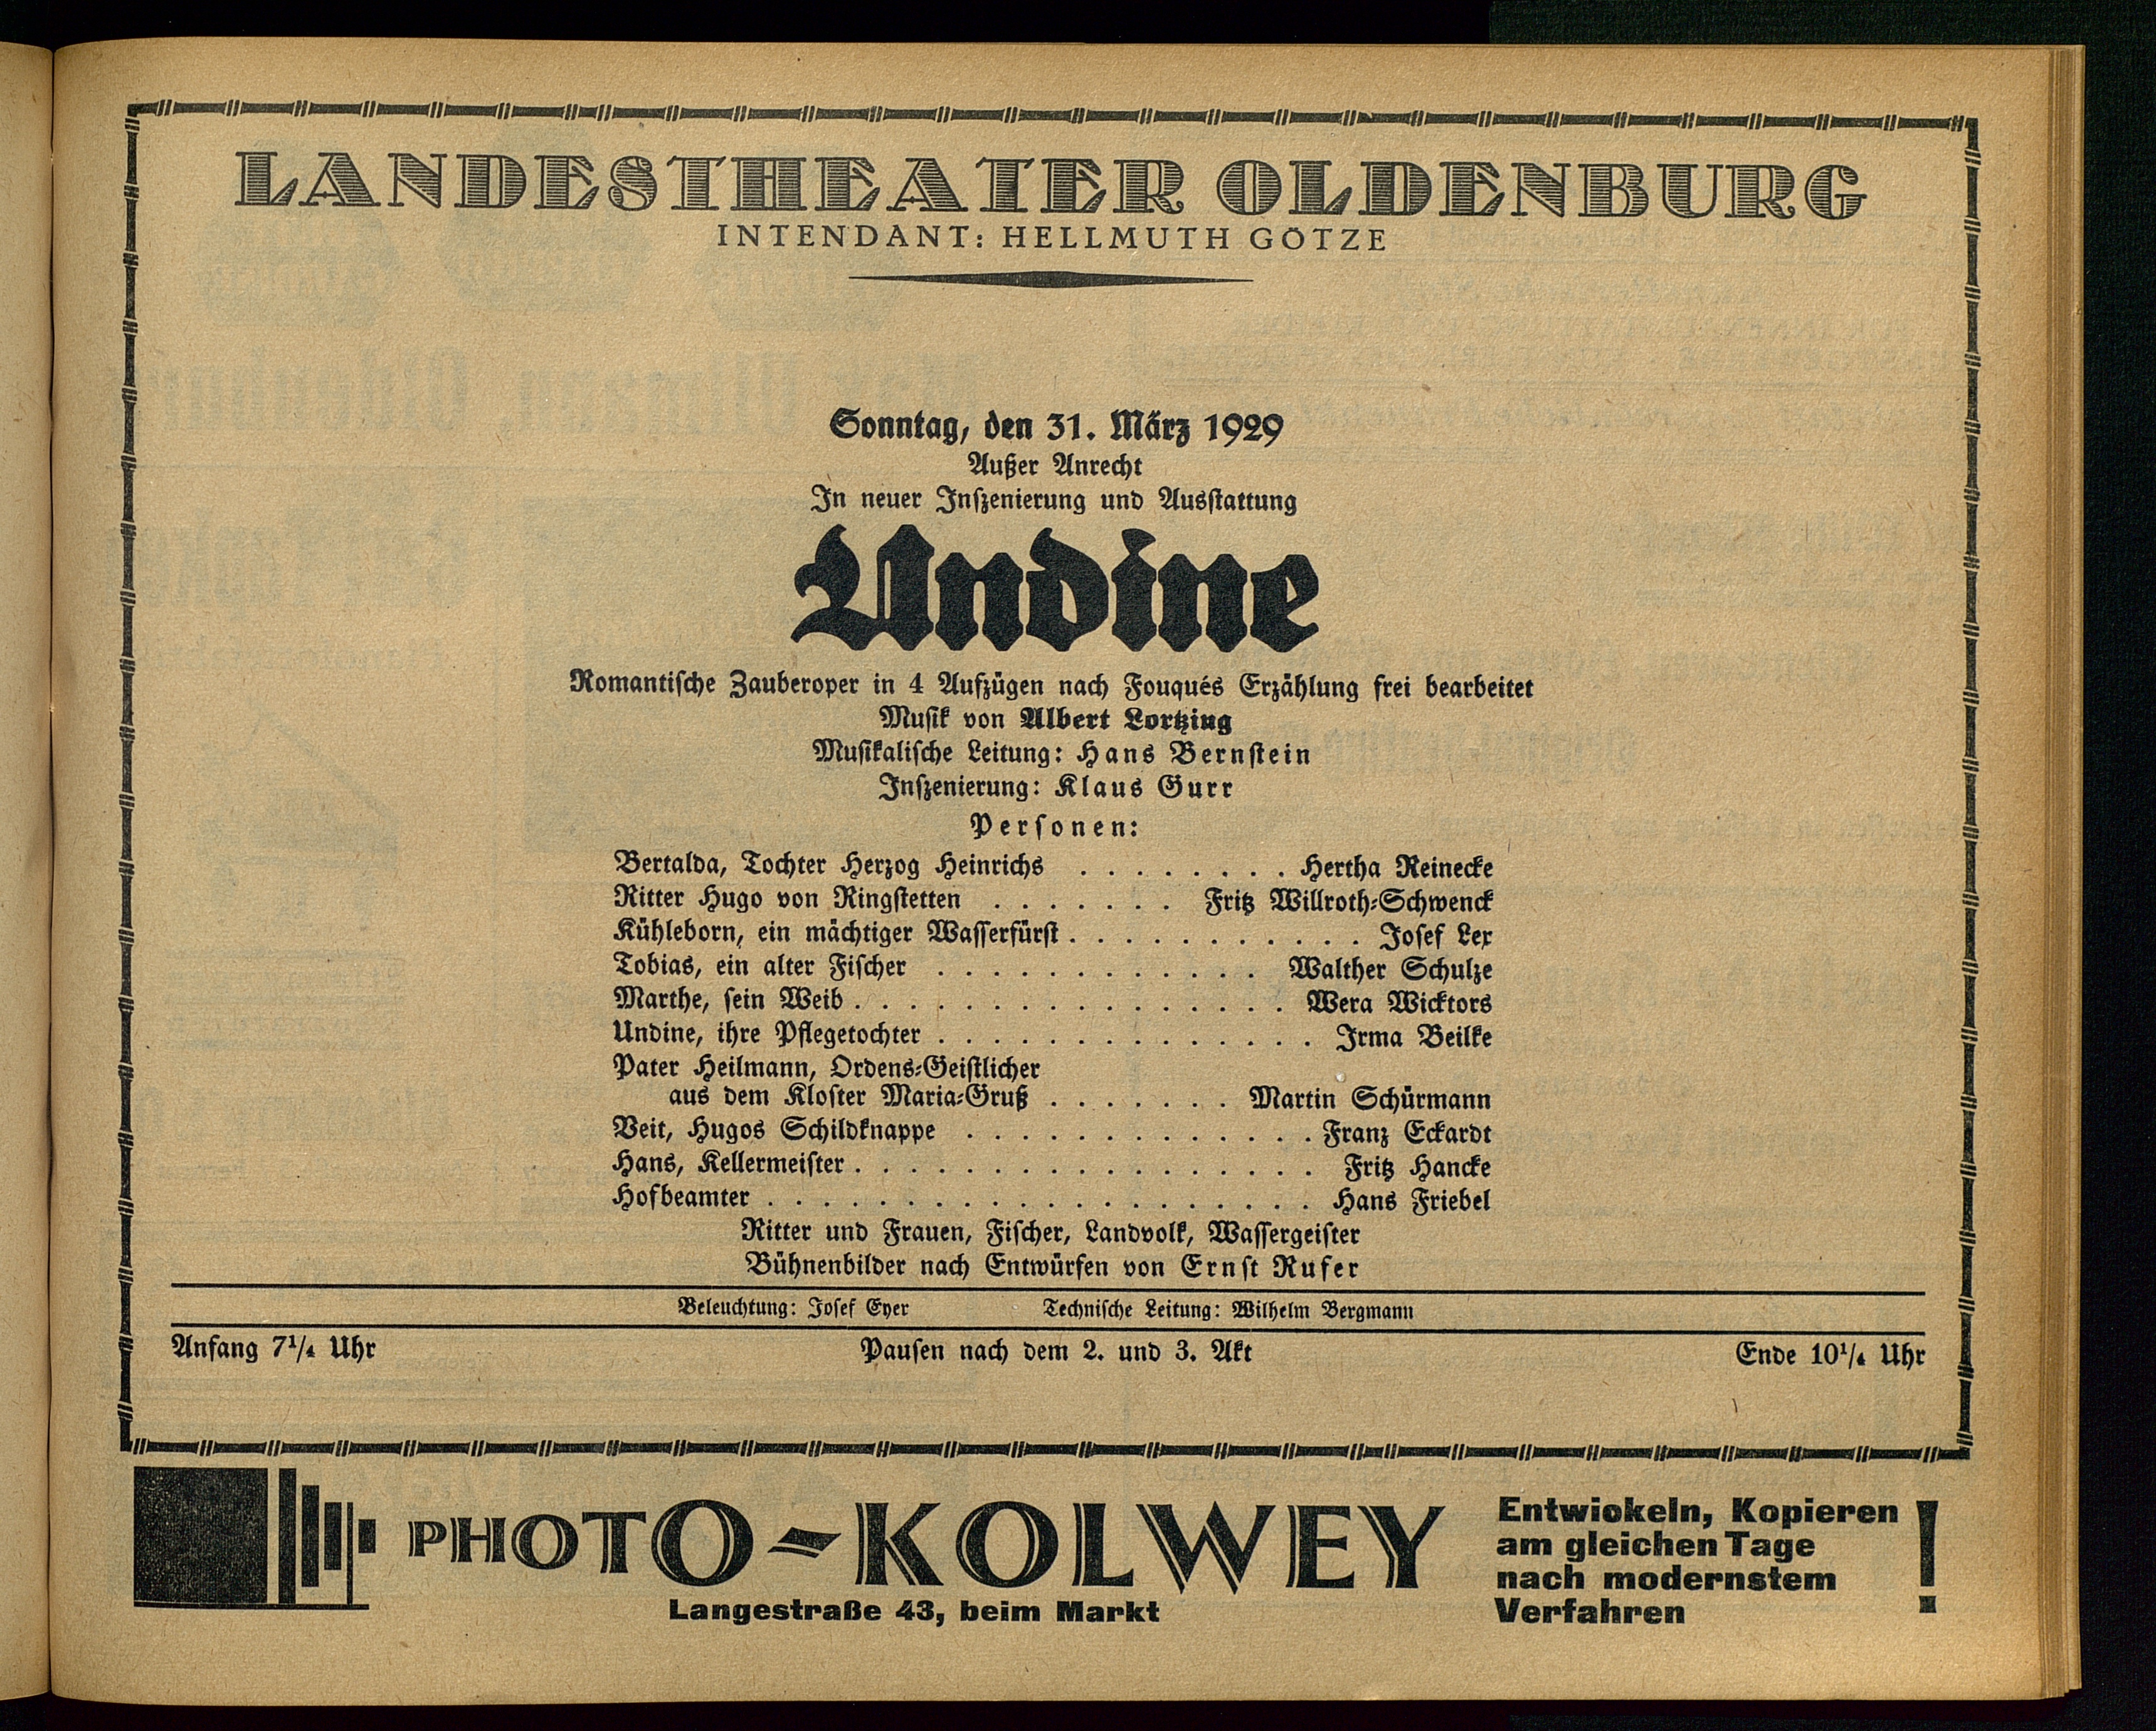 LANDESTHEATER OLDENBURG
INTENDANT: HELLMUTH GÖTZE
Sonntag, den 31. März 1929
Außer Anrecht
In neuer Inszenierung und Ausstattung
Undine
Romantische Zauberoper in 4 Aufzügen nach Fouqués Erzählung frei bearbeitet
Musik von Albert Lortzing
Musikalische Leitung: Hans Bernstein
Inszenierung: Klaus Gurr
Personen:
Bertalda, Tochter Herzog Heinrichs . . . . . . . . Hertha Reinecke
Ritter Hugo von Ringstetten . . . . . . . Fritz Willroth-Schwenck
Kühleborn, ein mächtiger Wasserfürst . . . . . . . . . . . Josef Lex
Tobias, ein alter Fischer . . . . . . . . . . . . Walther Schulze
Marthe, sein Weib . . . . . . . . . . . . . . . . Wera Wicktors
Undine, ihre Pflegetochter . . . . . . . . . . . . . . Irma Beilke
Pater Heilmann, Ordens-Geistlicher
aus dem Kloster Maria-Gruß . . . . . . . Martin Schürmann
Veit, Hugos Schildknappe . . . . . . . . . . . . . Franz Eckardt
Hans, Kellermeister . . . . . . . . . . . . . . . . . Fritz Hancke
Hofbeamter . . . . . . . . . . . . . . . . . . . . Hans Friebel
Ritter und Frauen, Fischer, Landvolk, Wassergeister
Bühnenbilder nach Entwürfen von Ernst Rufer
Beleuchtung: Josef Eyer Technische Leitung: Wilhelm Bergmann
Anfang 7¼ Uhr Pausen nach dem 2. und 3. Akt Ende 10¼ Uhr
PHOTO-KOLWEY
Langestraße 43, beim Markt
Entwickeln, Kopieren
am gleichen Tage
nach modernstem
Verfahren !